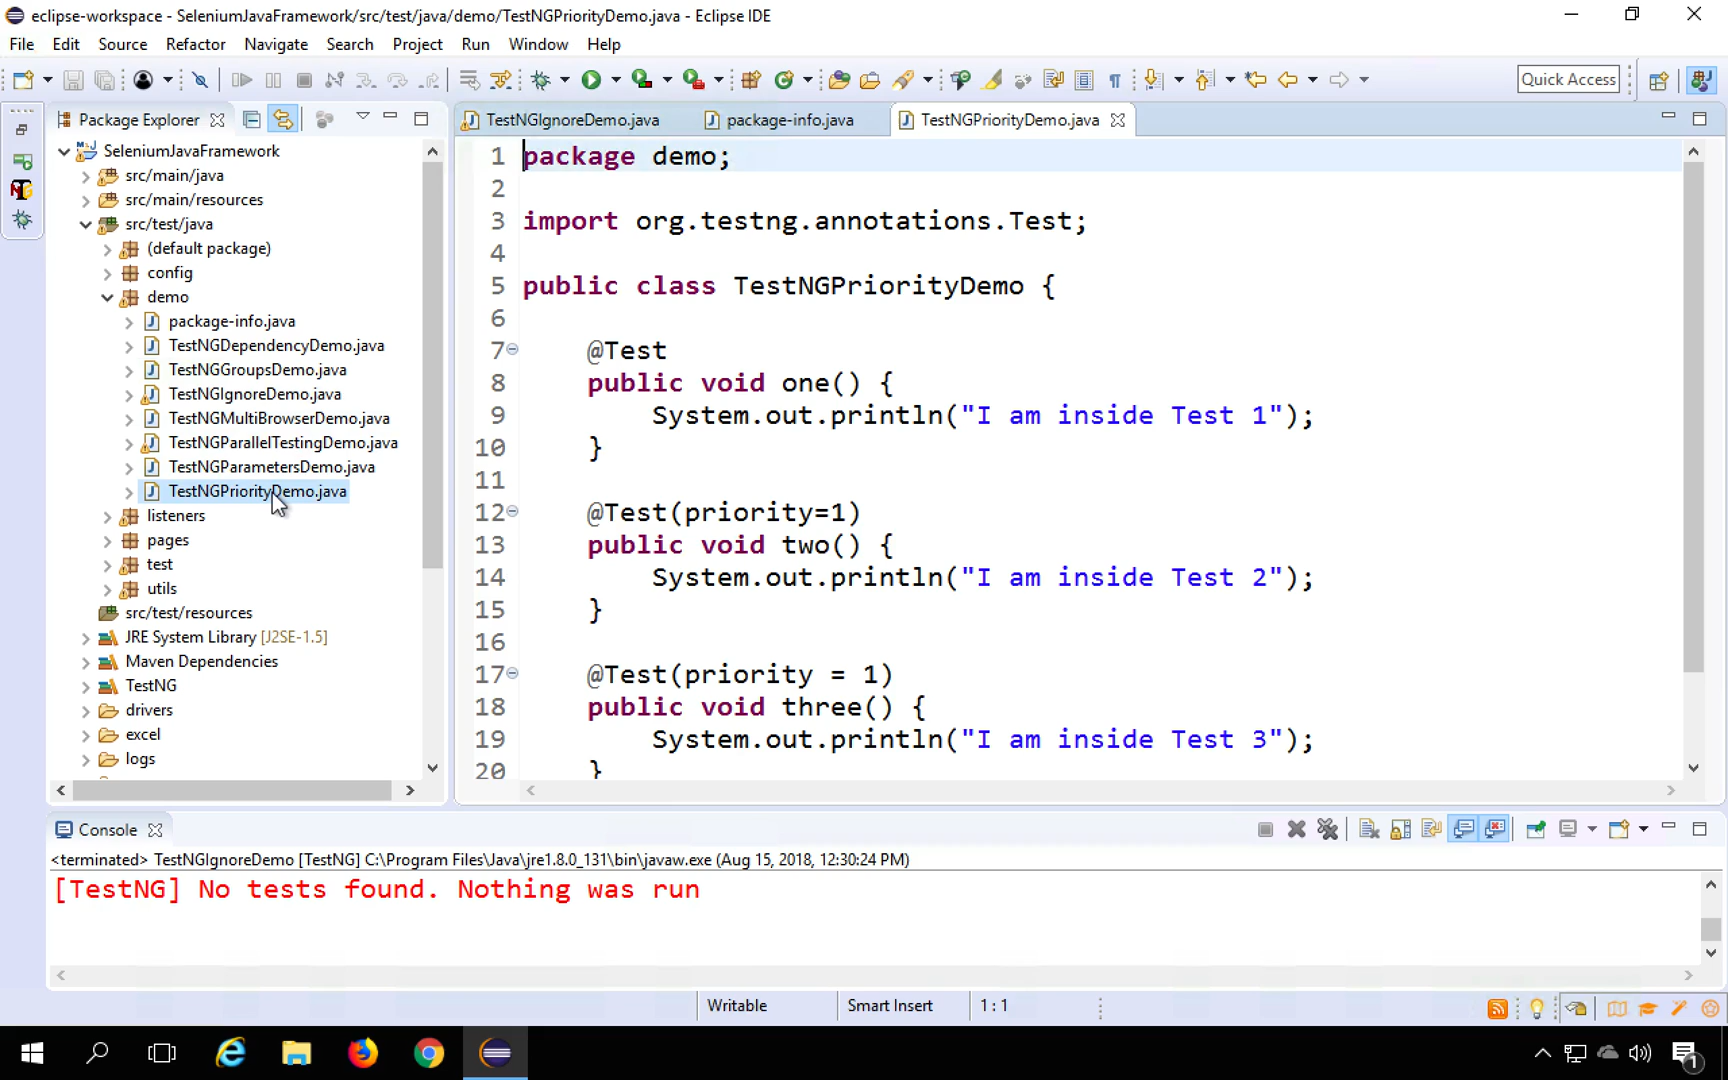 eclipse-workspace - SeleniumJavaFramework/src/test/java/demo/TestNGPriorityDemo.java - Eclipse IDE
File Edit Source Refactor Navigate Search Project Run Window Help
Quick Access
Package Explorer
TestNGIgnoreDemo.java package-info.java TestNGPriorityDemo.java
SeleniumJavaFramework
src/main/java
src/main/resources
src/test/java
(default package)
config
demo
package-info.java
TestNGDependencyDemo.java
TestNGGroupsDemo.java
TestNGIgnoreDemo.java
TestNGMultiBrowserDemo.java
TestNGParallelTestingDemo.java
TestNGParametersDemo.java
TestNGPriorityDemo.java
listeners
pages
test
utils
src/test/resources
JRE System Library [J2SE-1.5]
Maven Dependencies
TestNG
drivers
excel
logs
1 package demo;
2
3 import org.testng.annotations.Test;
4
5 public class TestNGPriorityDemo {
6
7 @Test
8 public void one() {
9 System.out.println("I am inside Test 1");
10 }
11
12 @Test(priority=1)
13 public void two() {
14 System.out.println("I am inside Test 2");
15 }
16
17 @Test(priority = 1)
18 public void three() {
19 System.out.println("I am inside Test 3");
20 }
Console
<terminated> TestNGIgnoreDemo [TestNG] C:\Program Files\Java\jre1.8.0_131\bin\javaw.exe (Aug 15, 2018, 12:30:24 PM)
[TestNG] No tests found. Nothing was run
Writable Smart Insert 1 : 1
1